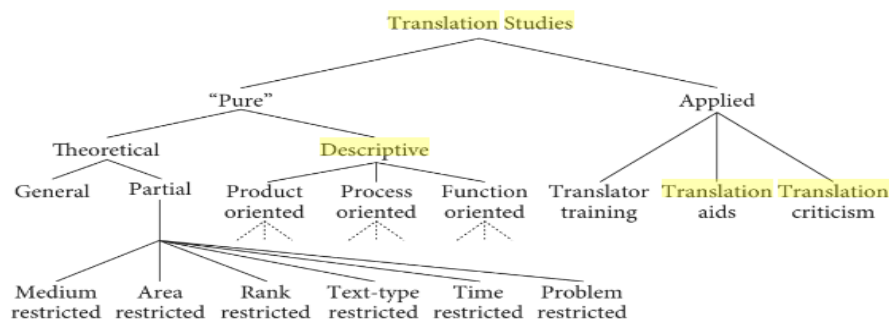 Translation Studies
“Pure” Applied
Theoretical Descriptive
General Partial Product Process Function Translator Translation Translation
oriented oriented oriented training aids criticism
Medium Area Rank Text-type Time Problem
restricted restricted restricted restricted restricted restricted